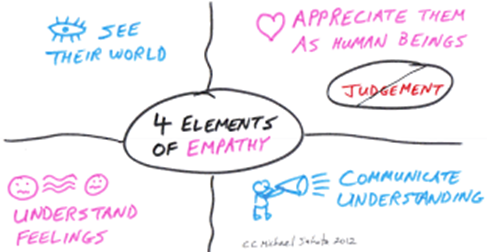 SEE
THEIR WORLD
APPRECIATE THEM
AS HUMAN BEINGS
JUDGEMENT
4 ELEMENTS
OF EMPATHY
UNDERSTAND
FEELINGS
COMMUNICATE
UNDERSTANDING
CC Michael Sahota 2012